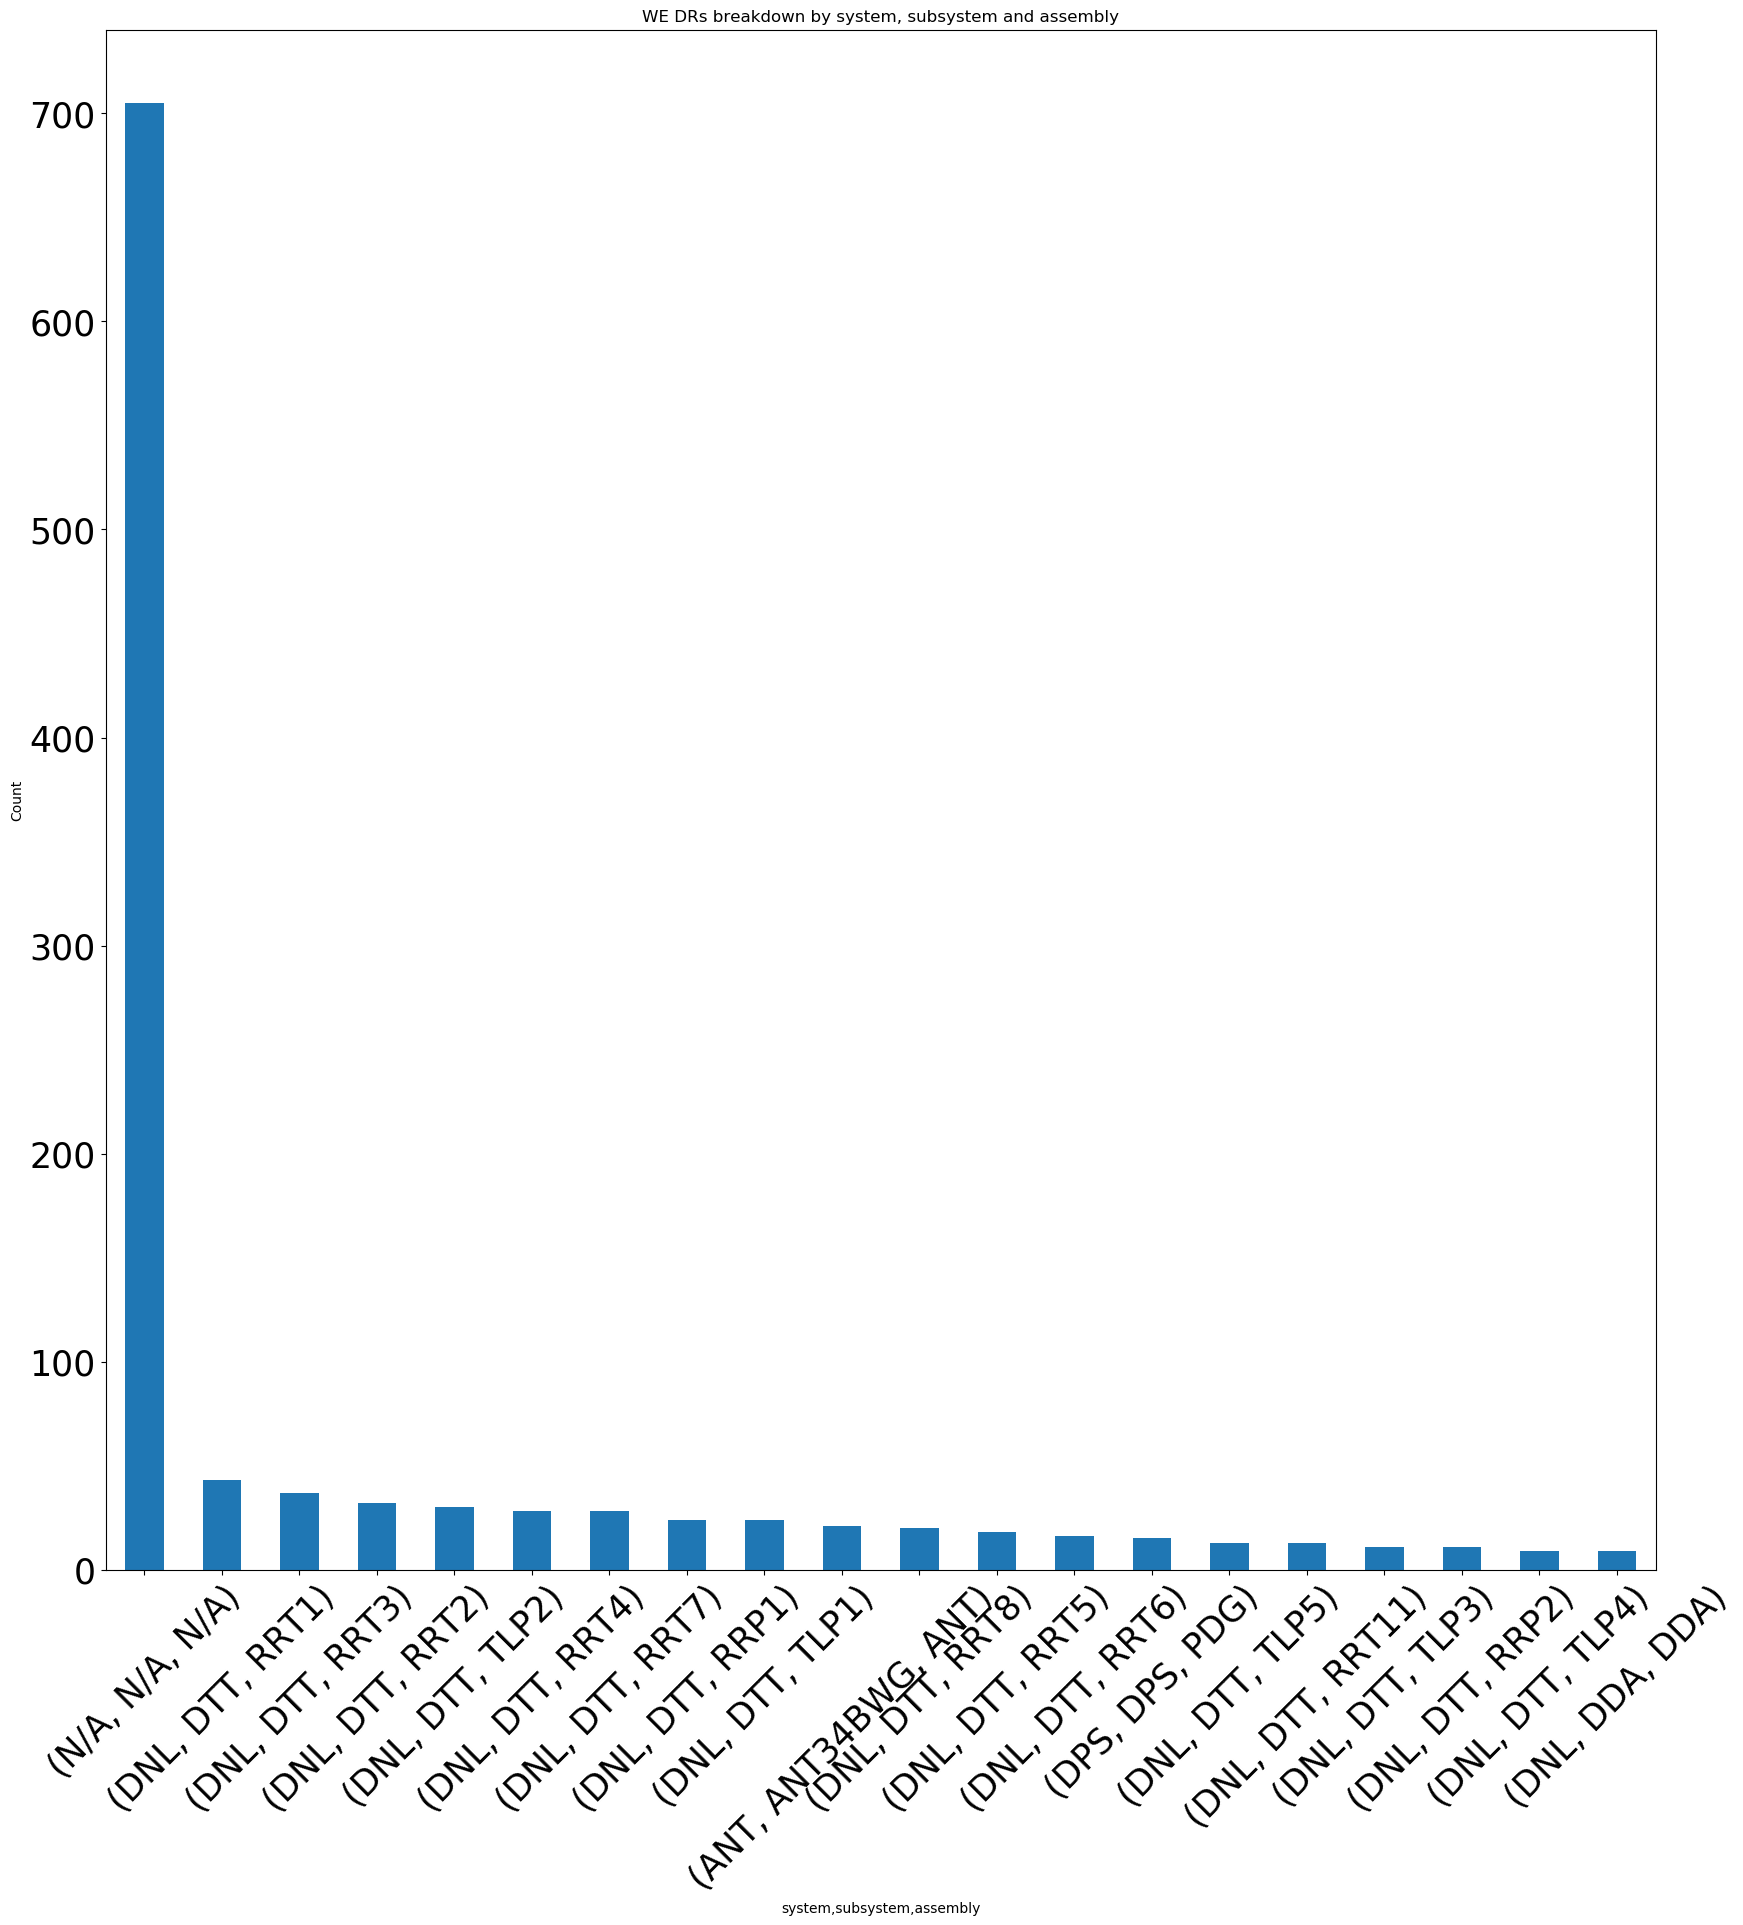 WE DRs breakdown by system, subsystem and assembly
700
600
500
400
300
200
100
0
Count
(N/A, N/A, N/A)
(DNL, DTT, RRT1)
(DNL, DTT, RRT3)
(DNL, DTT, RRT2)
(DNL, DTT, TLP2)
(DNL, DTT, RRT4)
(DNL, DTT, RRT7)
(DNL, DTT, RRP1)
(DNL, DTT, TLP1)
(ANT, ANT34BWG, ANT)
(DNL, DTT, RRT8)
(DNL, DTT, RRT5)
(DNL, DTT, RRT6)
(DPS, DPS, PDG)
(DNL, DTT, TLP5)
(DNL, DTT, RRT11)
(DNL, DTT, TLP3)
(DNL, DTT, RRP2)
(DNL, DTT, TLP4)
(DNL, DDA, DDA)
system,subsystem,assembly